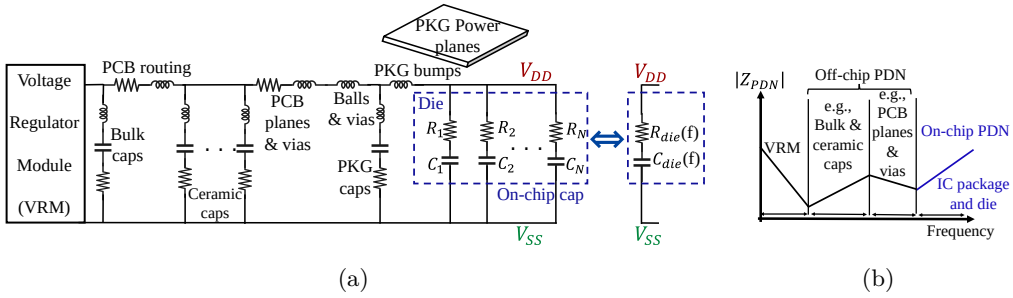 Voltage
Regulator
Module
(VRM)
PCB routing
Bulk
caps
Ceramic
caps
PCB
planes
& vias
Balls
& vias
PKG
caps
PKG bumps
PKG Power
planes
V_DD
Die
R_1
R_2
R_N
C_1
C_2
C_N
On-chip cap
V_SS
V_DD
R_die(f)
C_die(f)
V_SS
(a)
|Z_PDN|
Off-chip PDN
VRM
e.g.,
Bulk &
ceramic
caps
e.g.,
PCB
planes
&
vias
On-chip PDN
IC package
and die
Frequency
(b)